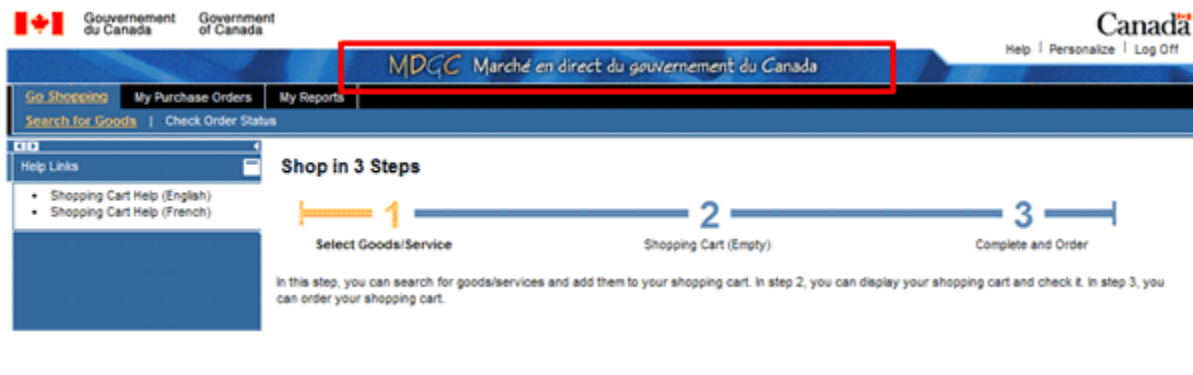 Gouvernement du Canada
Government of Canada
Canada
Help | Personalize | Log Off
MDGC Marché en direct du gouvernement du Canada
Go Shopping My Purchase Orders My Reports
Search for Goods | Check Order Status
Help Links
• Shopping Cart Help (English)
• Shopping Cart Help (French)
Shop in 3 Steps
1 2 3
Select Goods/Service Shopping Cart (Empty) Complete and Order
In this step, you can search for goods/services and add them to your shopping cart. In step 2, you can display your shopping cart and check it. In step 3, you
can order your shopping cart.